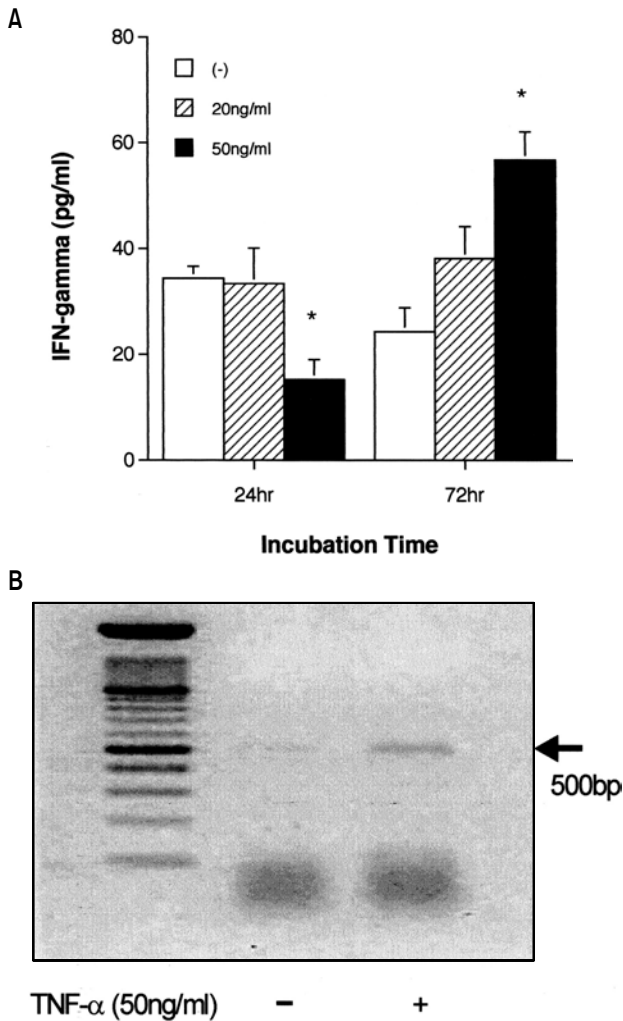 A
80
60
40
20
0
IFN-gamma (pg/ml)
(-)
20ng/ml
50ng/ml
*
*
24hr
72hr
Incubation Time
B
500bp
TNF-α (50ng/ml)
−
+